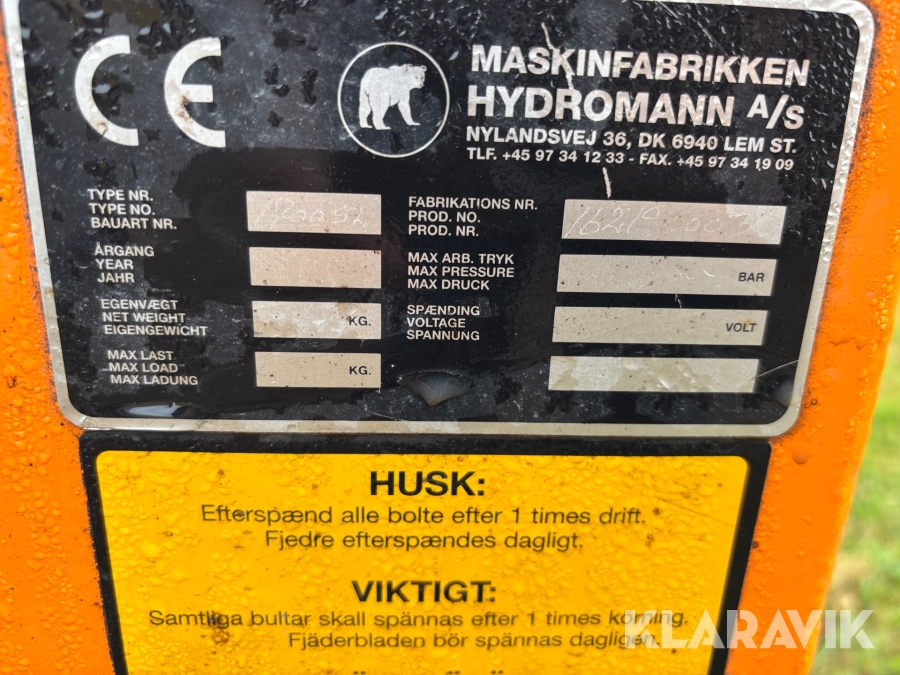 CE
MASKINFABRIKKEN
HYDROMANN A/S
NYLANDSVEJ 36, DK 6940 LEM ST.
TLF. +45 97 34 12 33 - FAX. +45 97 34 19 09
TYPE NR.
TYPE NO.
BAUART NR.
FABRIKATIONS NR.
PROD. NO.
PROD. NR.
ÅRGANG
YEAR
JAHR
MAX ARB. TRYK
MAX PRESSURE
MAX DRUCK
BAR
EGENVÆGT
NET WEIGHT
EIGENGEWICHT
KG.
SPÆNDING
VOLTAGE
SPANNUNG
VOLT
MAX LAST
MAX LOAD
MAX LADUNG
KG.
HUSK:
Efterspænd alle bolte efter 1 times drift.
Fjedre efterspændes dagligt.
VIKTIGT:
Samtliga bultar skall spännas efter 1 times körning.
Fjäderbladen bör spännas dagligen.
KLARAVIK